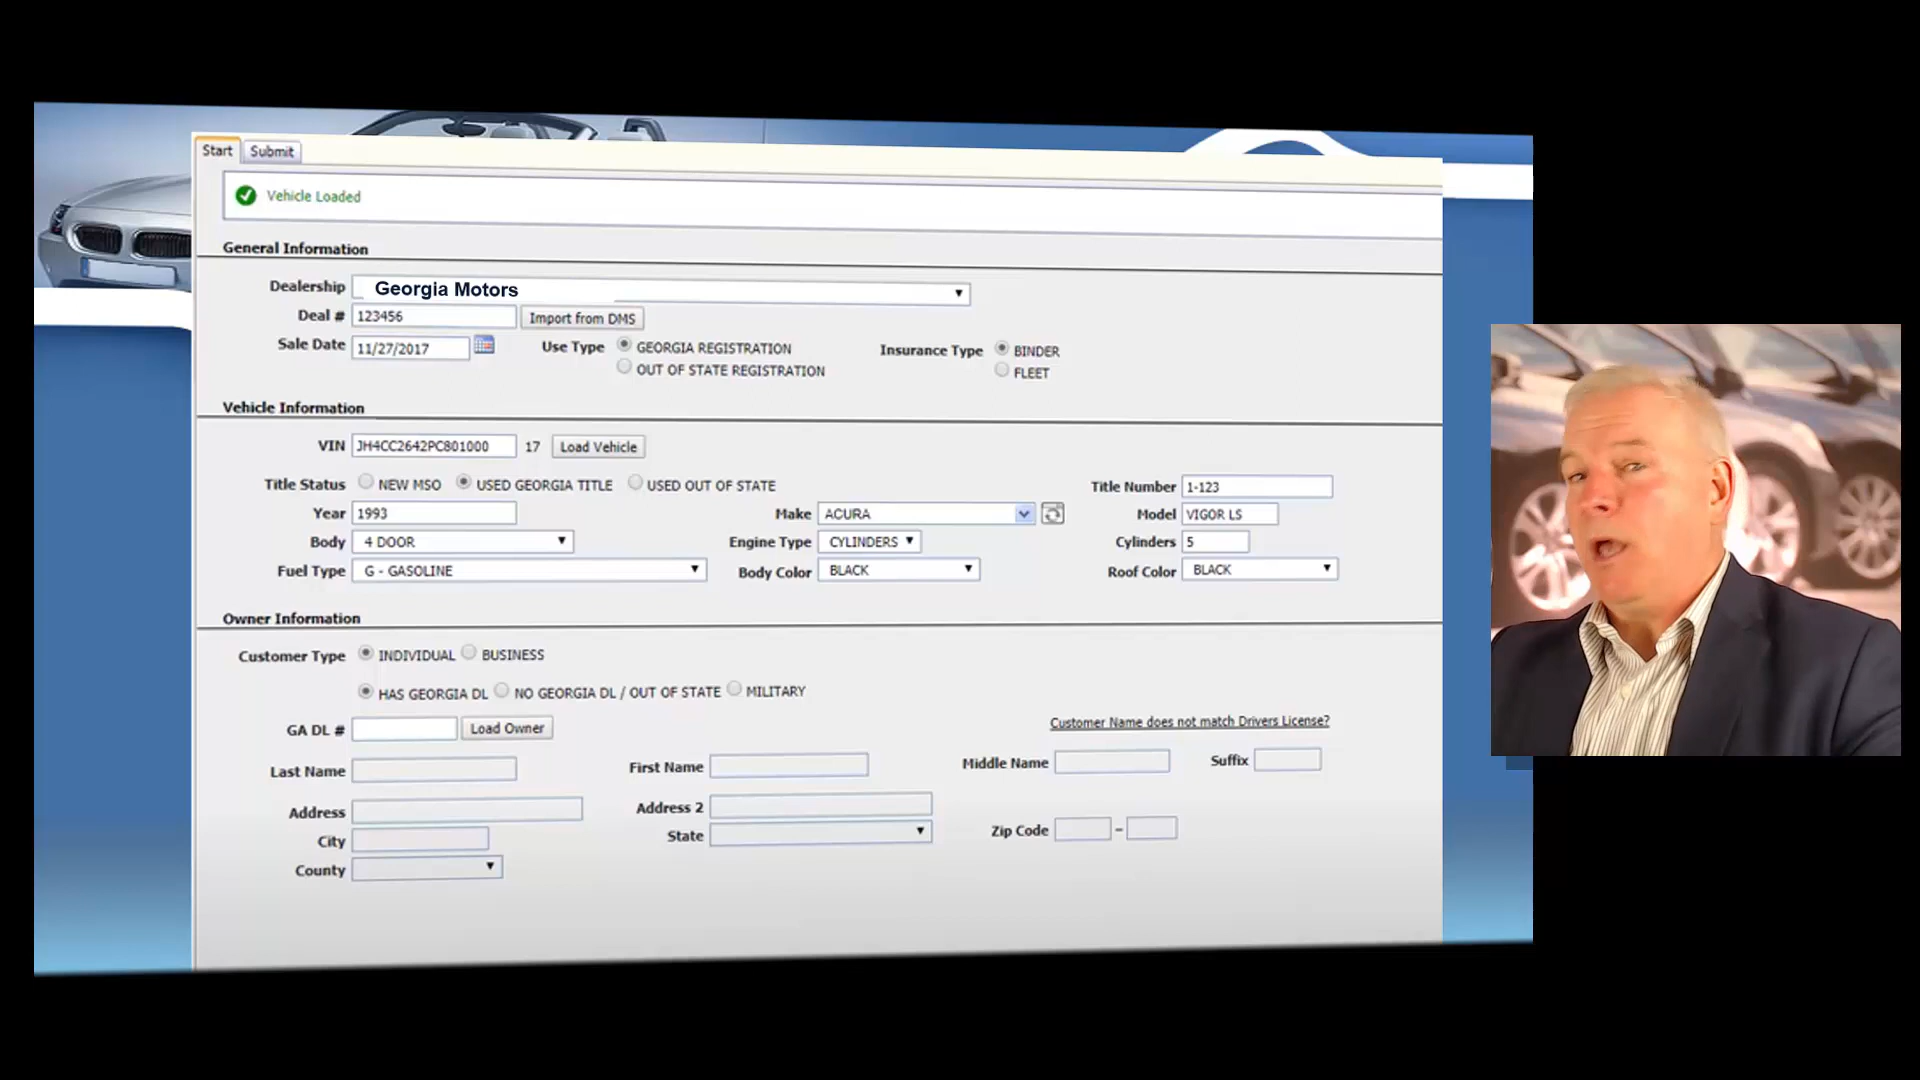 Start Submit
Vehicle Loaded
General Information
Dealership Georgia Motors
Deal # 123456 Import from DMS
Sale Date 11/27/2017 Use Type GEORGIA REGISTRATION Insurance Type BINDER
OUT OF STATE REGISTRATION FLEET
Vehicle Information
VIN JH4CC2642PC801000 17 Load Vehicle
Title Status NEW MSO USED GEORGIA TITLE USED OUT OF STATE Title Number 1-123
Year 1993 Make ACURA Model VIGOR LS
Body 4 DOOR Engine Type CYLINDERS Cylinders 5
Fuel Type G - GASOLINE Body Color BLACK Roof Color BLACK
Owner Information
Customer Type INDIVIDUAL BUSINESS
HAS GEORGIA DL NO GEORGIA DL / OUT OF STATE MILITARY
GA DL # Load Owner Customer Name does not match Drivers License?
Last Name First Name Middle Name Suffix
Address Address 2
City State Zip Code -
County